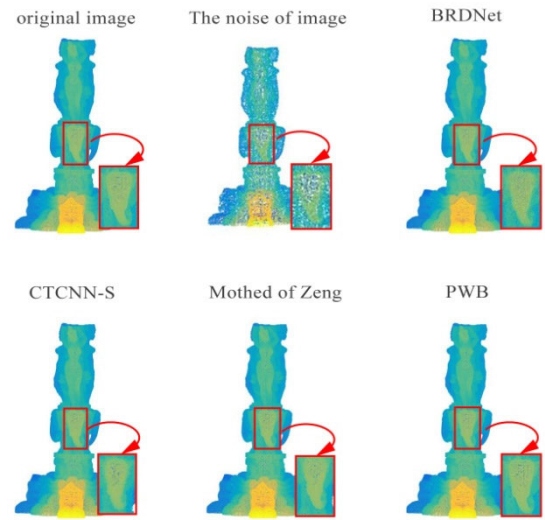 original image
The noise of image
BRDNet
CTCNN-S
Mothed of Zeng
PWB